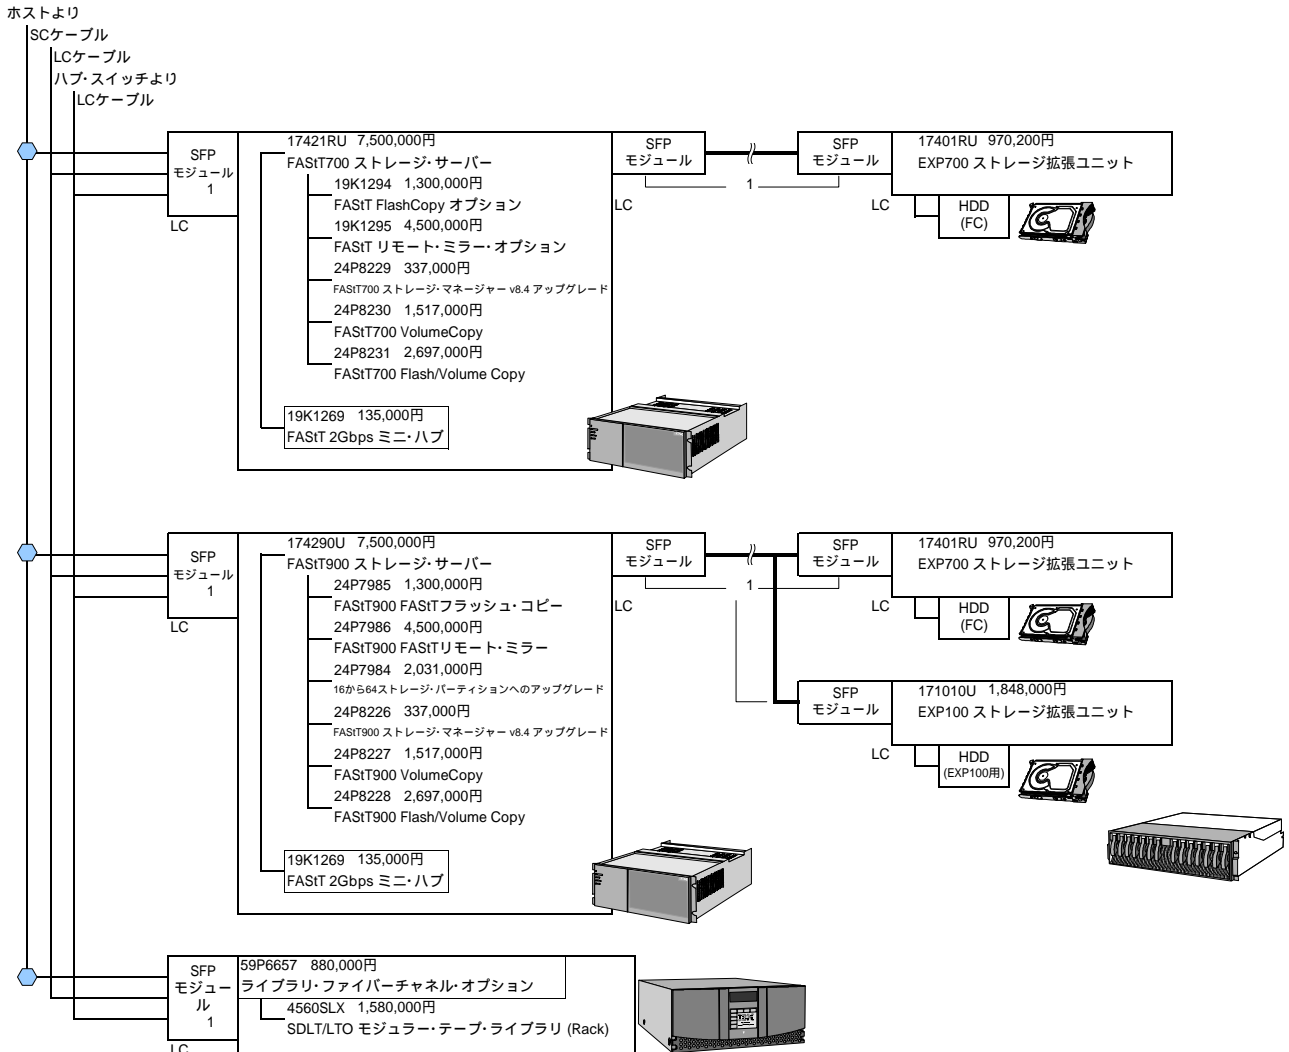 ホストより
SCケーブル
LCケーブル
ハブ・スイッチより
LCケーブル
SFP
モジュール
1
LC
17421RU 7,500,000円
FAStT700 ストレージ・サーバー
19K1294 1,300,000円
FAStT FlashCopy オプション
19K1295 4,500,000円
FAStT リモート・ミラー・オプション
24P8229 337,000円
FAStT700 ストレージ・マネージャー v8.4 アップグレード
24P8230 1,517,000円
FAStT700 VolumeCopy
24P8231 2,697,000円
FAStT700 Flash/Volume Copy
19K1269 135,000円
FAStT 2Gbps ミニ・ハブ
SFP
モジュール
LC
1
SFP
モジュール
LC
17401RU 970,200円
EXP700 ストレージ拡張ユニット
HDD
(FC)
SFP
モジュール
1
LC
174290U 7,500,000円
FAStT900 ストレージ・サーバー
24P7985 1,300,000円
FAStT900 FAStTフラッシュ・コピー
24P7986 4,500,000円
FAStT900 FAStTリモート・ミラー
24P7984 2,031,000円
16から64ストレージ・パーティションへのアップグレード
24P8226 337,000円
FAStT900 ストレージ・マネージャー v8.4 アップグレード
24P8227 1,517,000円
FAStT900 VolumeCopy
24P8228 2,697,000円
FAStT900 Flash/Volume Copy
19K1269 135,000円
FAStT 2Gbps ミニ・ハブ
SFP
モジュール
LC
1
SFP
モジュール
LC
17401RU 970,200円
EXP700 ストレージ拡張ユニット
HDD
(FC)
SFP
モジュール
LC
171010U 1,848,000円
EXP100 ストレージ拡張ユニット
HDD
(EXP100用)
SFP
モジュー
ル
1
LC
59P6657 880,000円
ライブラリ・ファイバーチャネル・オプション
4560SLX 1,580,000円
SDLT/LTO モジュラー・テープ・ライブラリ (Rack)